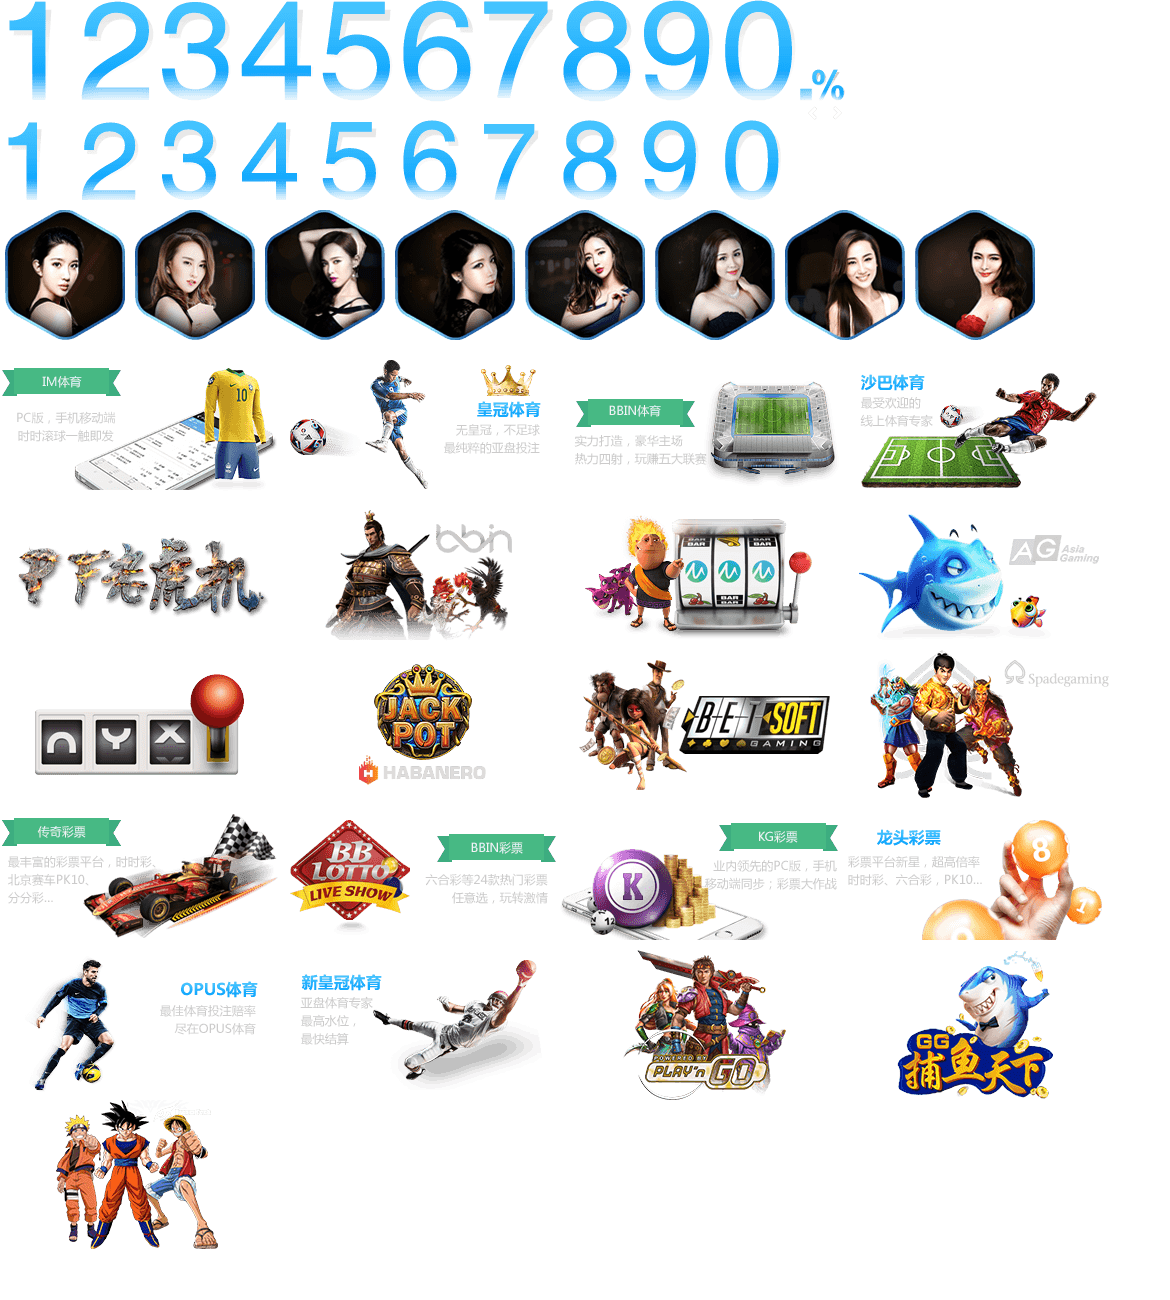 1234567890.%
1234567890
IM体育
PC版，手机移动端
时时滚球一触即发
10
皇冠体育
无皇冠，不足球
最纯粹的亚盘投注
BBIN体育
实力打造，豪华主场
热力四射，玩赚五大联赛
沙巴体育
最受欢迎的
线上体育专家
PT老虎机
bbin
BAR BAR
BAR
BAR
AG Asia
Gaming
NYX
JACK
POT
HABANERO
BETSOFT
GAMING
Spadegaming
传奇彩票
最丰富的彩票平台，时时彩、
北京赛车PK10、
分分彩...
BB
LOTTO
LIVE SHOW
BBIN彩票
六合彩等24款热门彩票
任意选，玩转激情
K
12
KG彩票
业内领先的PC版，手机
移动端同步；彩票大作战
龙头彩票
彩票平台新星，超高倍率
时时彩、六合彩，PK10...
8
1
OPUS体育
最佳体育投注赔率
尽在OPUS体育
新皇冠体育
亚盘体育专家
最高水位，
最快结算
POWERED BY
PLAY'n GO
GG
捕鱼天下